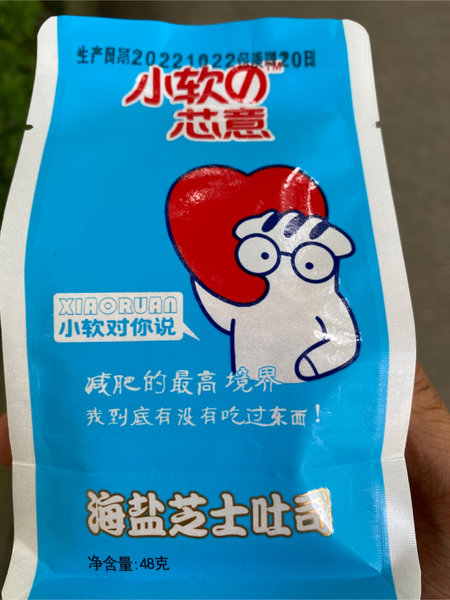 生产日期20221022保质期20日
小软の™
芯意
XIAORUAN
小软对你说
减肥的最高境界
我到底有没有吃过东西！
海盐芝士吐司
净含量:48克